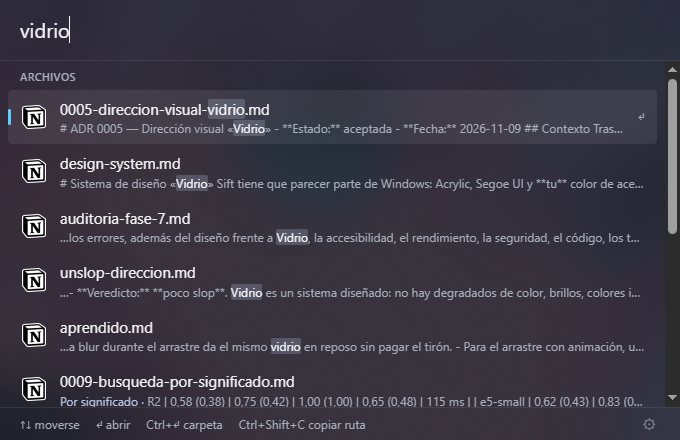 vidrio
ARCHIVOS
0005-direccion-visual-vidrio.md
# ADR 0005 — Dirección visual «Vidrio» - **Estado:** aceptada - **Fecha:** 2026-11-09 ## Contexto Tras...
design-system.md
# Sistema de diseño «Vidrio» Sift tiene que parecer parte de Windows: Acrylic, Segoe UI y **tu** color de ace...
auditoria-fase-7.md
...los errores, además del diseño frente a Vidrio, la accesibilidad, el rendimiento, la seguridad, el código, los t...
unslop-direccion.md
...- **Veredicto:** **poco slop**. Vidrio es un sistema diseñado: no hay degradados de color, brillos, colores i...
aprendido.md
...a blur durante el arrastre da el mismo vidrio en reposo sin pagar el tirón. - Para el arrastre con animación, u...
0009-busqueda-por-significado.md
Por significado · R2 | 0,58 (0,38) | 0,75 (0,42) | 1,00 (1,00) | 0,65 (0,48) | 115 ms | | e5-small | 0,62 (0,43) | 0,83 (0...
↑↓ moverse ↵ abrir Ctrl+↵ carpeta Ctrl+Shift+C copiar ruta